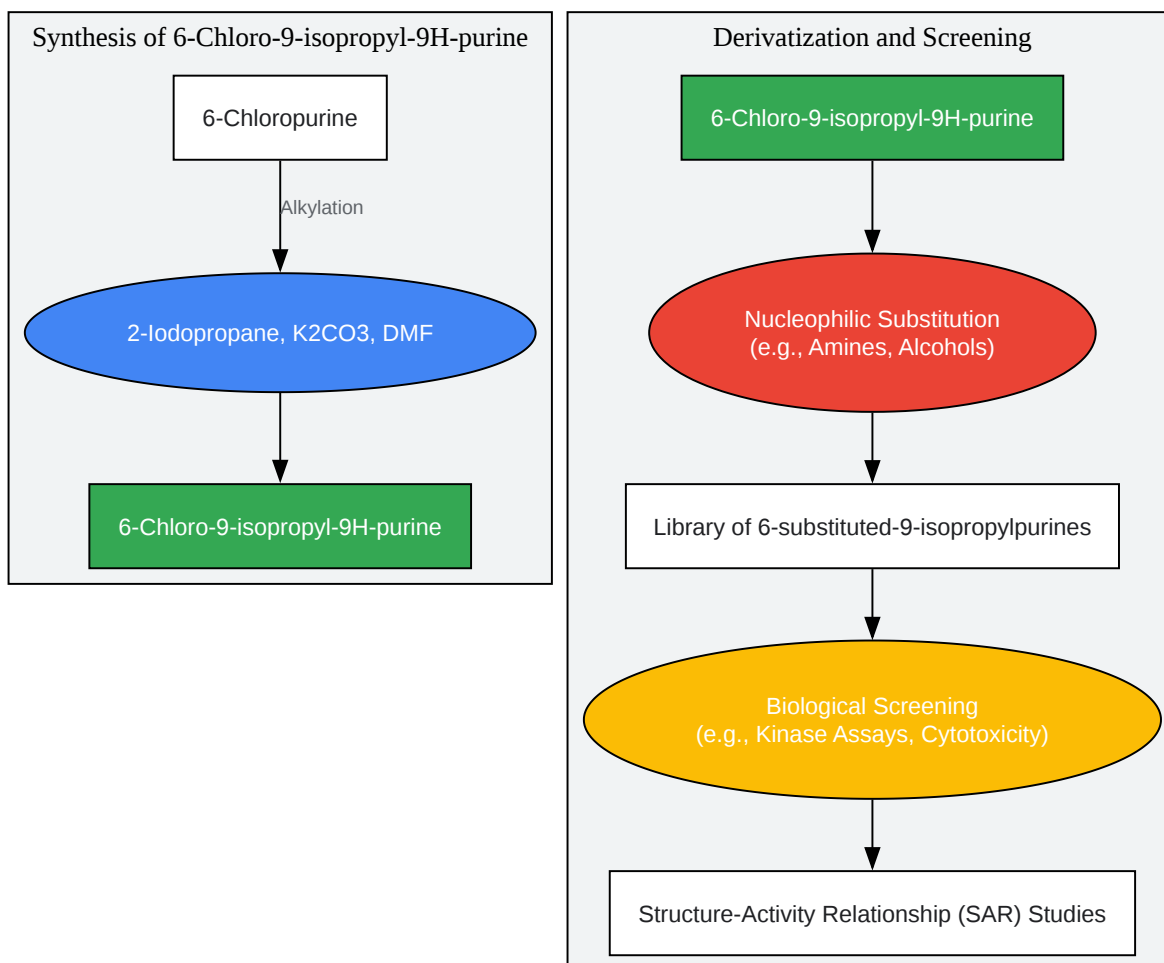 Synthesis of 6-Chloro-9-isopropyl-9H-purine
6-Chloropurine
Alkylation
2-Iodopropane, K2CO3, DMF
6-Chloro-9-isopropyl-9H-purine
Derivatization and Screening
6-Chloro-9-isopropyl-9H-purine
Nucleophilic Substitution
(e.g., Amines, Alcohols)
Library of 6-substituted-9-isopropylpurines
Biological Screening
(e.g., Kinase Assays, Cytotoxicity)
Structure-Activity Relationship (SAR) Studies